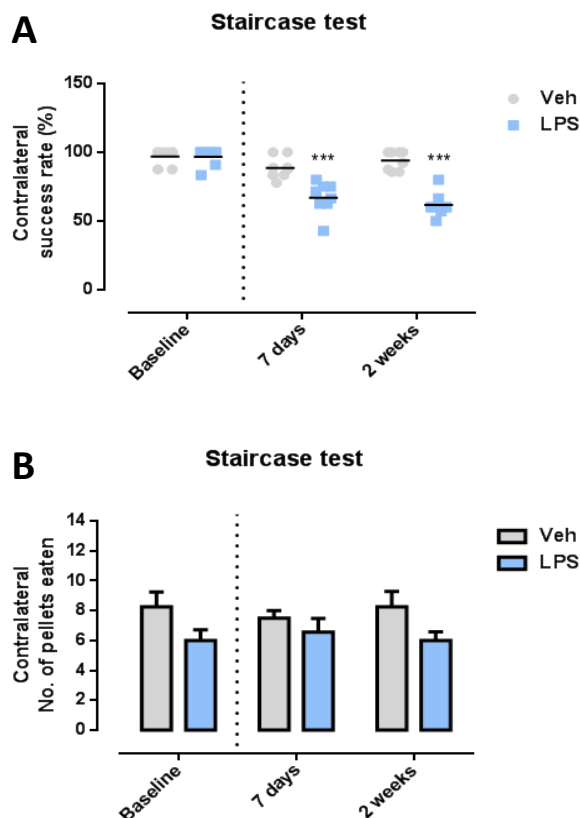 A
Staircase test
Contralateral
success rate (%)
150
100
50
0
***
***
Veh
LPS
Baseline
7 days
2 weeks
B
Staircase test
Contralateral
No. of pellets eaten
14
12
10
8
6
4
2
0
Veh
LPS
Baseline
7 days
2 weeks